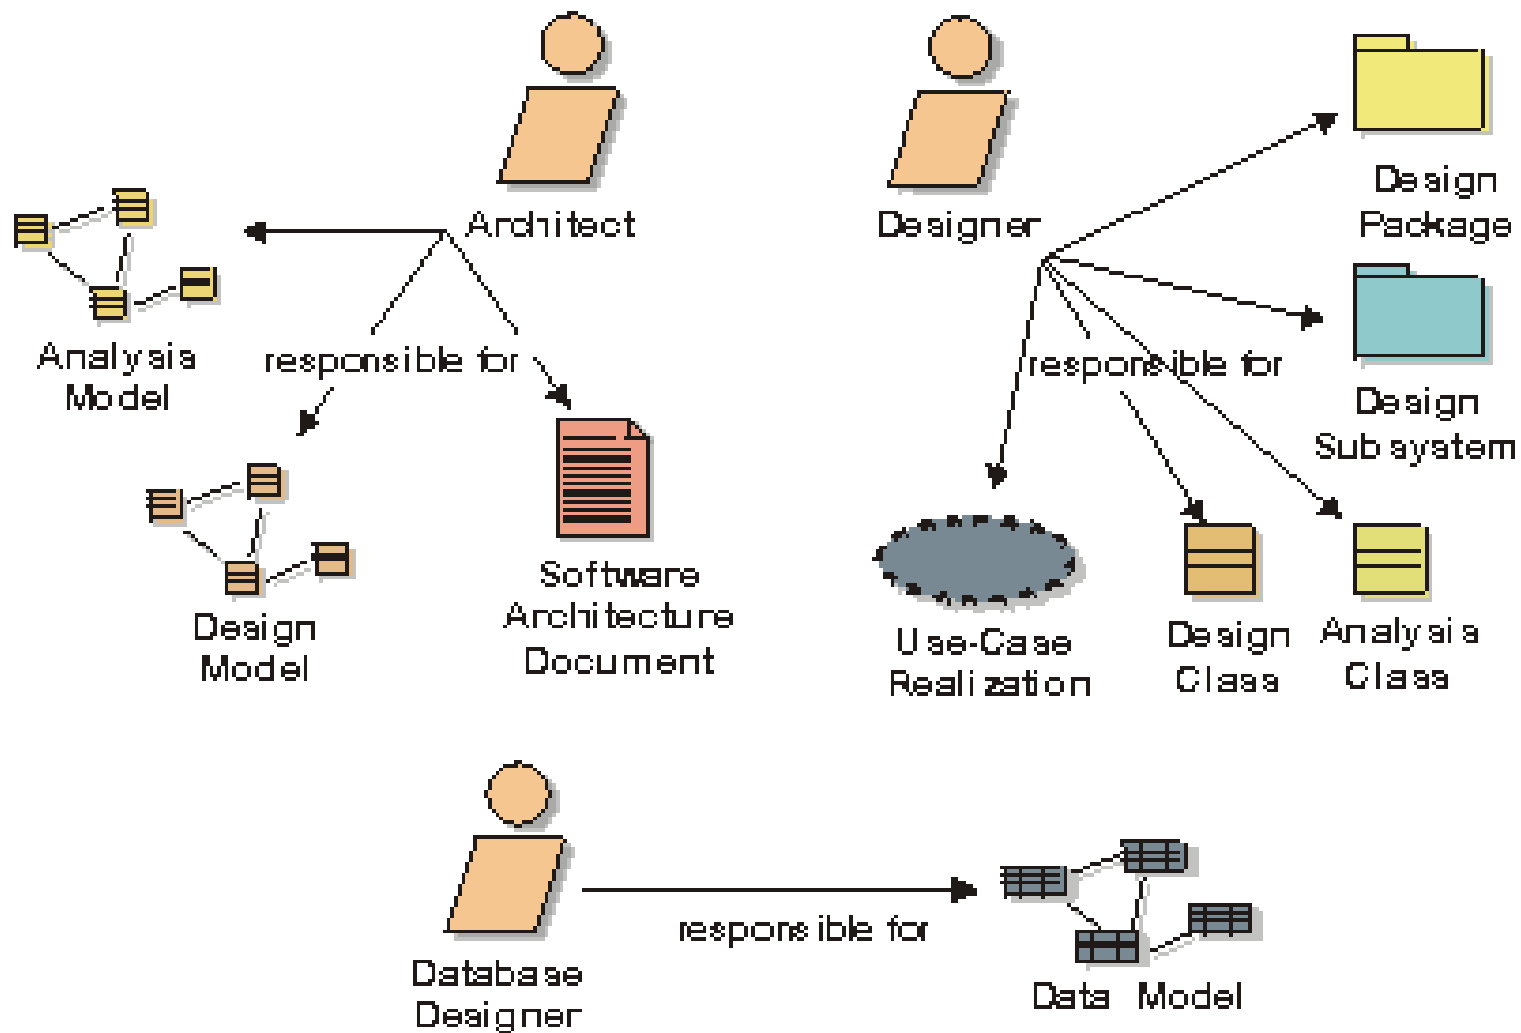 Architect
Analysis
Model
responsible for
Design
Model
Software
Architecture
Document
Designer
Design
Package
Design
Subsystem
responsible for
Use-Case
Realization
Design
Class
Analysis
Class
Database
Designer
responsible for
Data Model